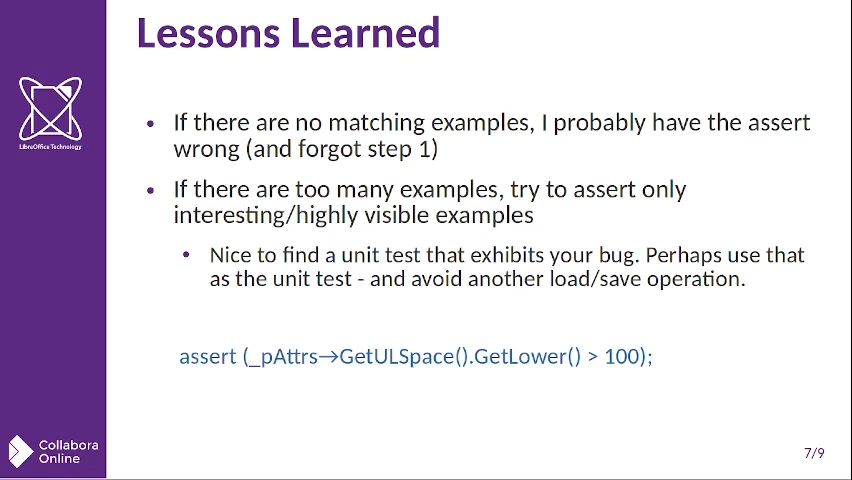 Lessons Learned
LibreOffice Technology
• If there are no matching examples, I probably have the assert
wrong (and forgot step 1)
• If there are too many examples, try to assert only
interesting/highly visible examples
• Nice to find a unit test that exhibits your bug. Perhaps use that
as the unit test - and avoid another load/save operation.
assert (_pAttrs→GetULSpace().GetLower() > 100);
Collabora
Online
7/9